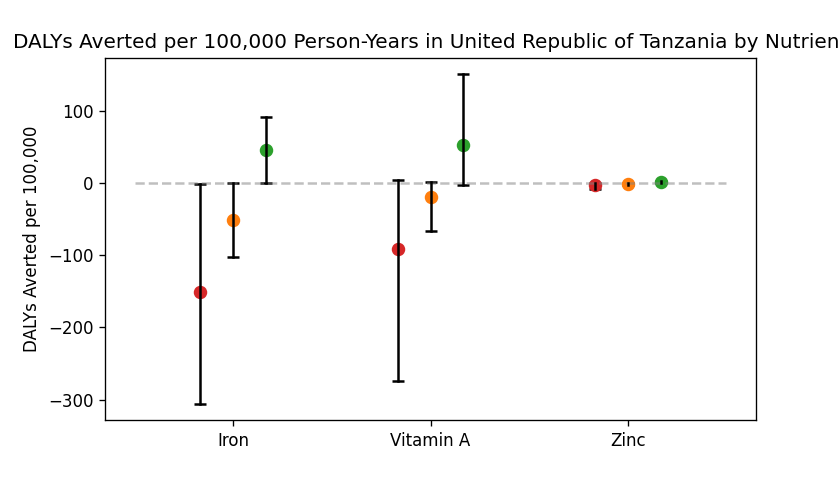 DALYs Averted per 100,000 Person-Years in United Republic of Tanzania by Nutrien
DALYs Averted per 100,000
100
0
−100
−200
−300
Iron Vitamin A Zinc